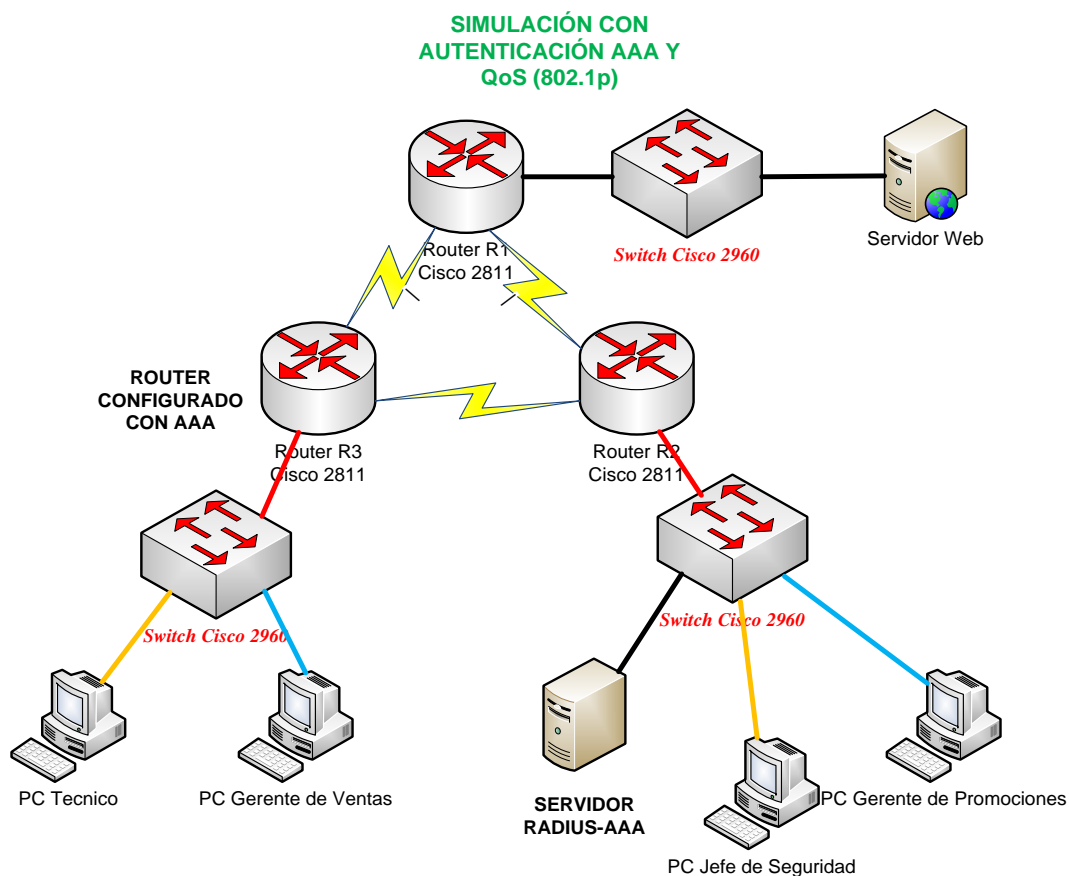 SIMULACIÓN CON
AUTENTICACIÓN AAA Y
QoS (802.1p)
Router R1
Cisco 2811
Switch Cisco 2960
Servidor Web
ROUTER
CONFIGURADO
CON AAA
Router R3
Cisco 2811
Router R2
Cisco 2811
Switch Cisco 2960
Switch Cisco 2960
PC Tecnico
PC Gerente de Ventas
SERVIDOR
RADIUS-AAA
PC Gerente de Promociones
PC Jefe de Seguridad